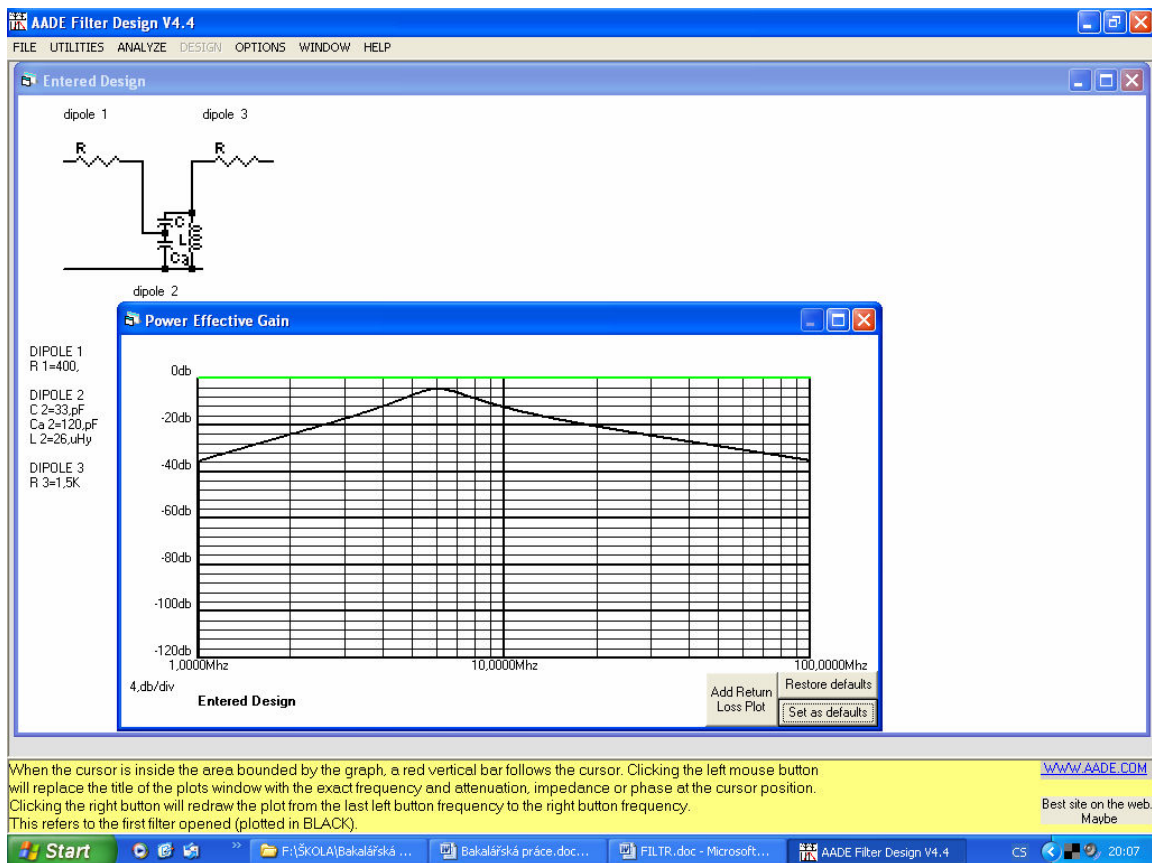 AADE Filter Design V4.4
FILE UTILITIES ANALYZE DESIGN OPTIONS WINDOW HELP
Entered Design
dipole 1
dipole 3
R
R
C
L
Ca
dipole 2
DIPOLE 1
R 1=400,
DIPOLE 2
C 2=33,pF
Ca 2=120,pF
L 2=26,uHy
DIPOLE 3
R 3=1,5K
Power Effective Gain
0db
-20db
-40db
-60db
-80db
-100db
-120db
1,0000Mhz
10,0000Mhz
100,0000Mhz
4,db/div
Entered Design
Add Return
Loss Plot
Restore defaults
Set as defaults
When the cursor is inside the area bounded by the graph, a red vertical bar follows the cursor. Clicking the left mouse button
will replace the title of the plots window with the exact frequency and attenuation, impedance or phase at the cursor position.
Clicking the right button will redraw the plot from the last left button frequency to the right button frequency.
This refers to the first filter opened (plotted in BLACK).
WWW.AADE.COM
Best site on the web.
Maybe
Start
»
F:\ŠKOLA\Bakalářská ...
Bakalářská práce.doc...
FILTR.doc - Microsoft...
AADE Filter Design V4.4
CS
20:07